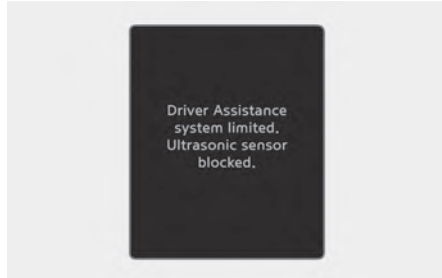 Driver Assistance
system limited.
Ultrasonic sensor
blocked.